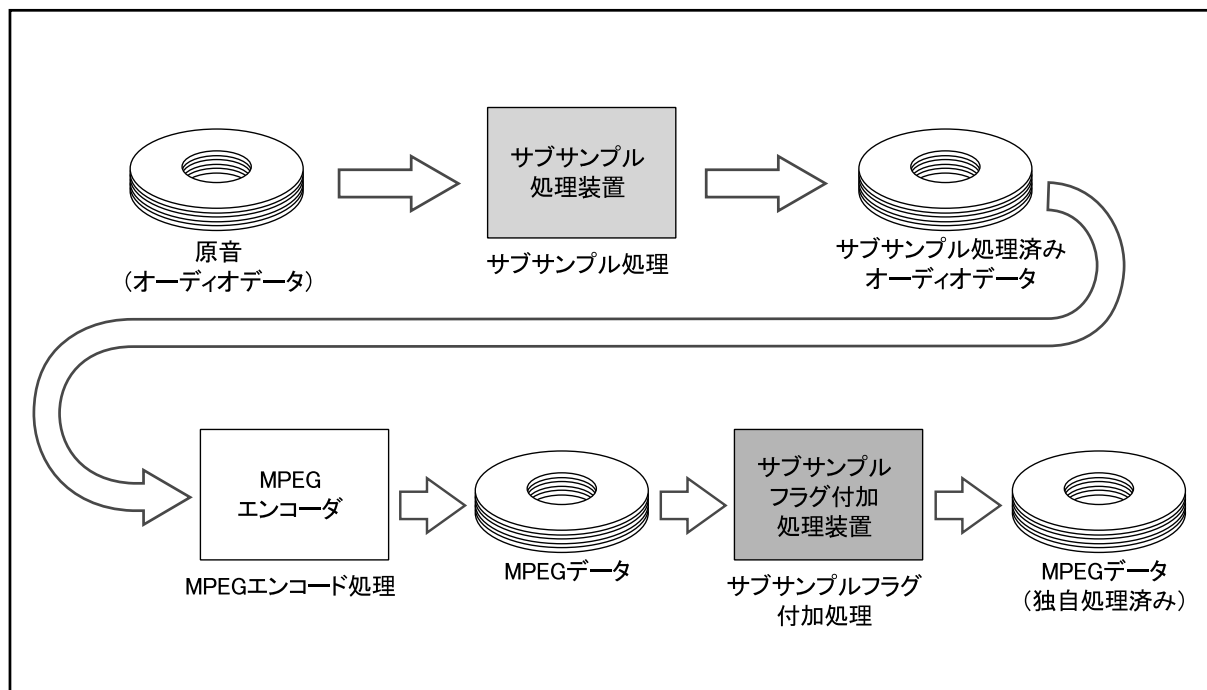 サブサンプル
処理装置
原音
（オーディオデータ）
サブサンプル処理
サブサンプル処理済み
オーディオデータ
MPEG
エンコーダ
MPEGエンコード処理
MPEGデータ
サブサンプル
フラグ付加
処理装置
サブサンプルフラグ
付加処理
MPEGデータ
（独自処理済み）